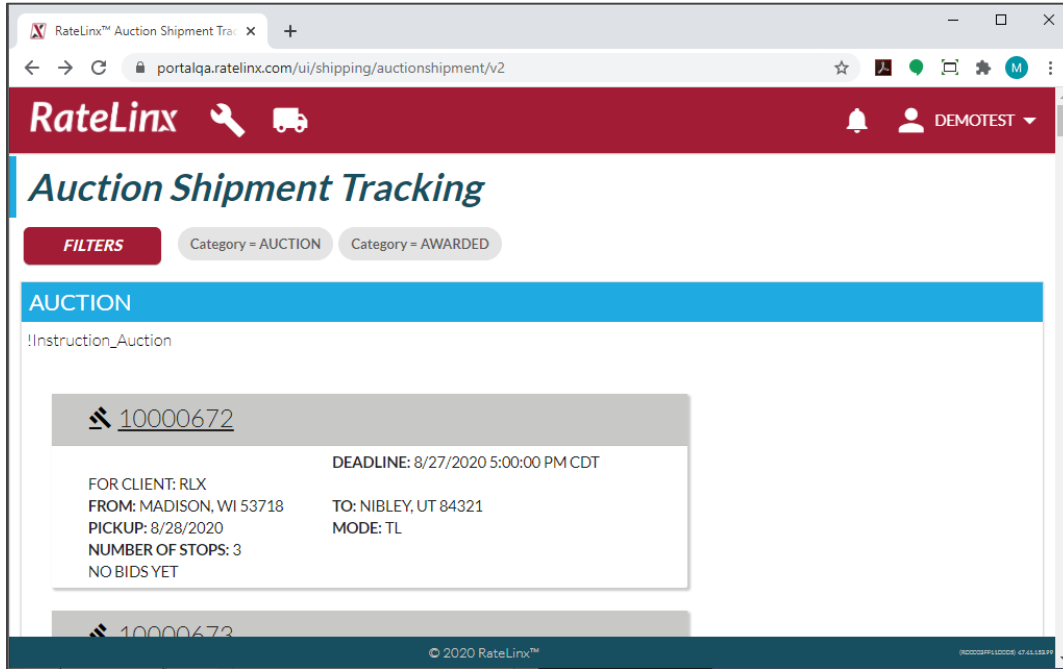 RateLinx™ Auction Shipment Trac
portalqa.ratelinx.com/ui/shipping/auctionshipment/v2
M
RateLinx
DEMOTEST
Auction Shipment Tracking
FILTERS Category = AUCTION Category = AWARDED
AUCTION
!Instruction_Auction
10000672
DEADLINE: 8/27/2020 5:00:00 PM CDT
FOR CLIENT: RLX
FROM: MADISON, WI 53718 TO: NIBLEY, UT 84321
PICKUP: 8/28/2020 MODE: TL
NUMBER OF STOPS: 3
NO BIDS YET
10000673
© 2020 RateLinx™